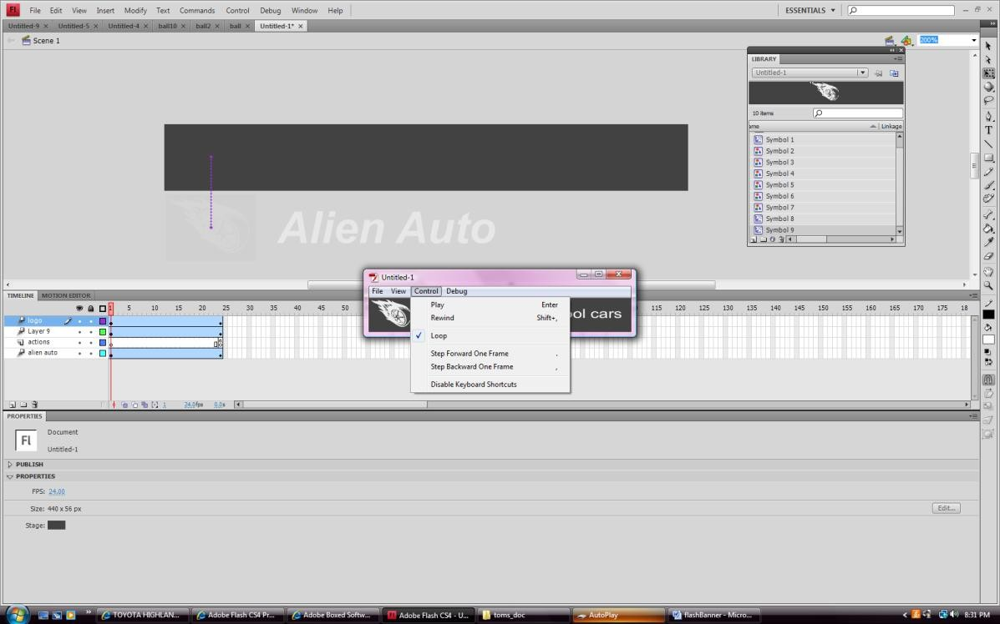 Fl File Edit View Insert Modify Text Commands Control Debug Window Help ESSENTIALS
Untitled-9 × Untitled-5 × Untitled-4 × ball10 × ball2 × ball × Untitled-1* ×
Scene 1 200%
LIBRARY
Untitled-1
10 items
ame Linkage
Symbol 1
Symbol 2
Symbol 3
Symbol 4
Symbol 5
Symbol 6
Symbol 7
Symbol 8
Symbol 9
Alien Auto
Untitled-1
File View Control Debug
ool cars
Play Enter
Rewind Shift+,
Loop
Step Forward One Frame .
Step Backward One Frame ,
Disable Keyboard Shortcuts
TIMELINE MOTION EDITOR
1 5 10 15 20 25 30 35 40 45 50 115 120 125 130 135 140 145 150 155 160 165 170 175 18
logo
Layer 9
actions
alien auto
1 24.0fps 0.0s
PROPERTIES
Fl Document
Untitled-1
PUBLISH
PROPERTIES
FPS: 24.00
Size: 440 x 56 px Edit...
Stage:
TOYOTA HIGHLAN... Adobe Flash CS4 Pr... Adobe Boxed Softw... Adobe Flash CS4 - U... toms_doc AutoPlay flashBanner - Micro... 8:31 PM